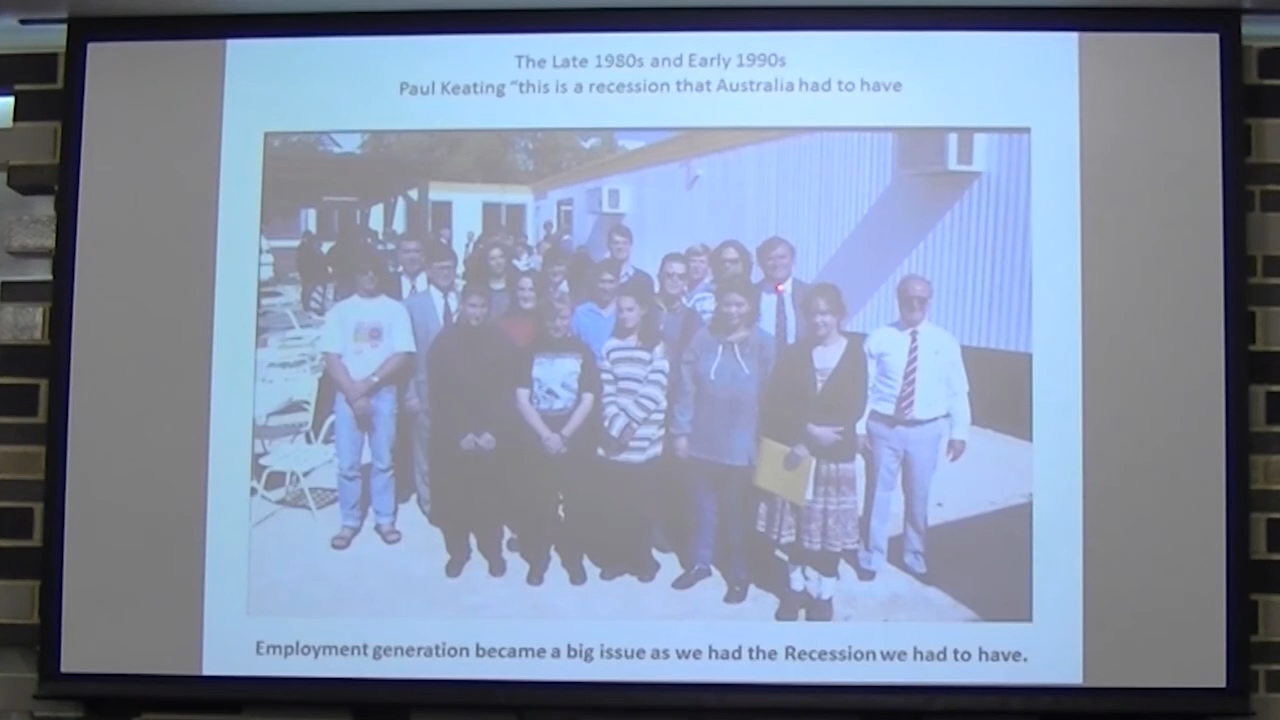 The Late 1980s and Early 1990s
Paul Keating "this is a recession that Australia had to have
Employment generation became a big issue as we had the Recession we had to have.